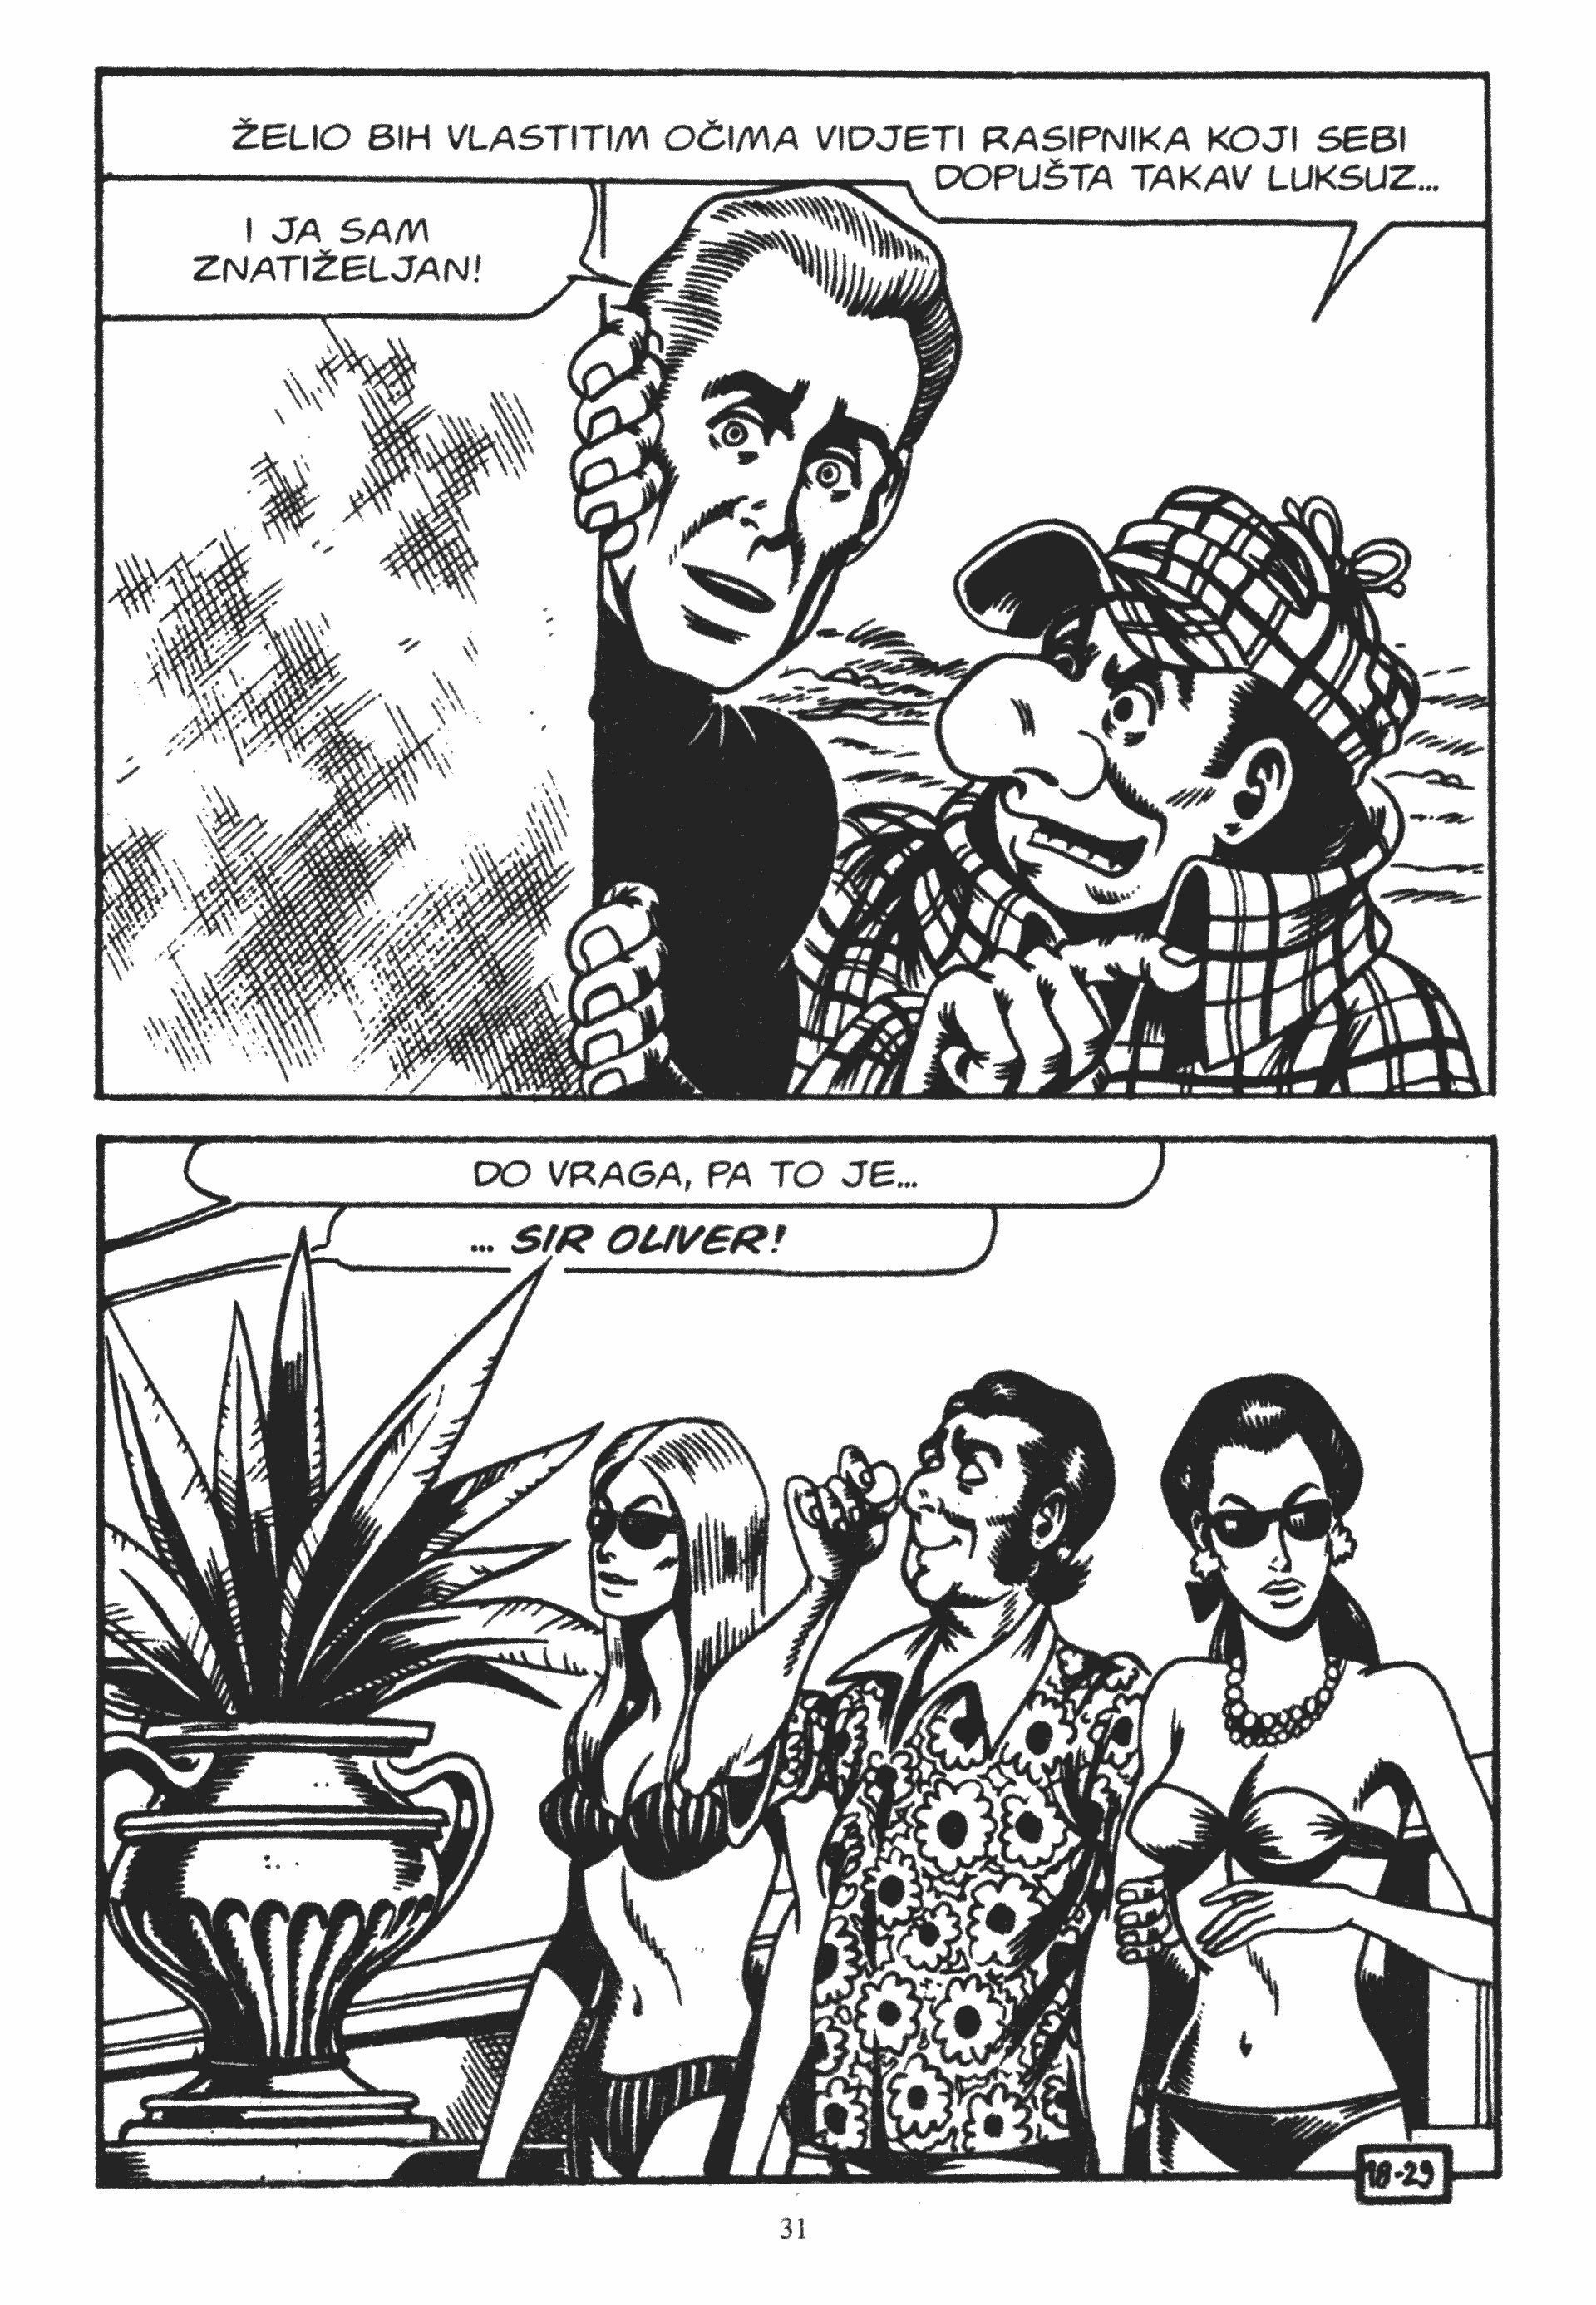 ŽELIO BIH VLASTITIM OČIMA VIDJETI RASIPNIKA KOJI SEBI
DOPUŠTA TAKAV LUKSUZ...
I JA SAM
ZNATIŽELJAN!
DO VRAGA, PA TO JE...
... SIR OLIVER!
18-29
31